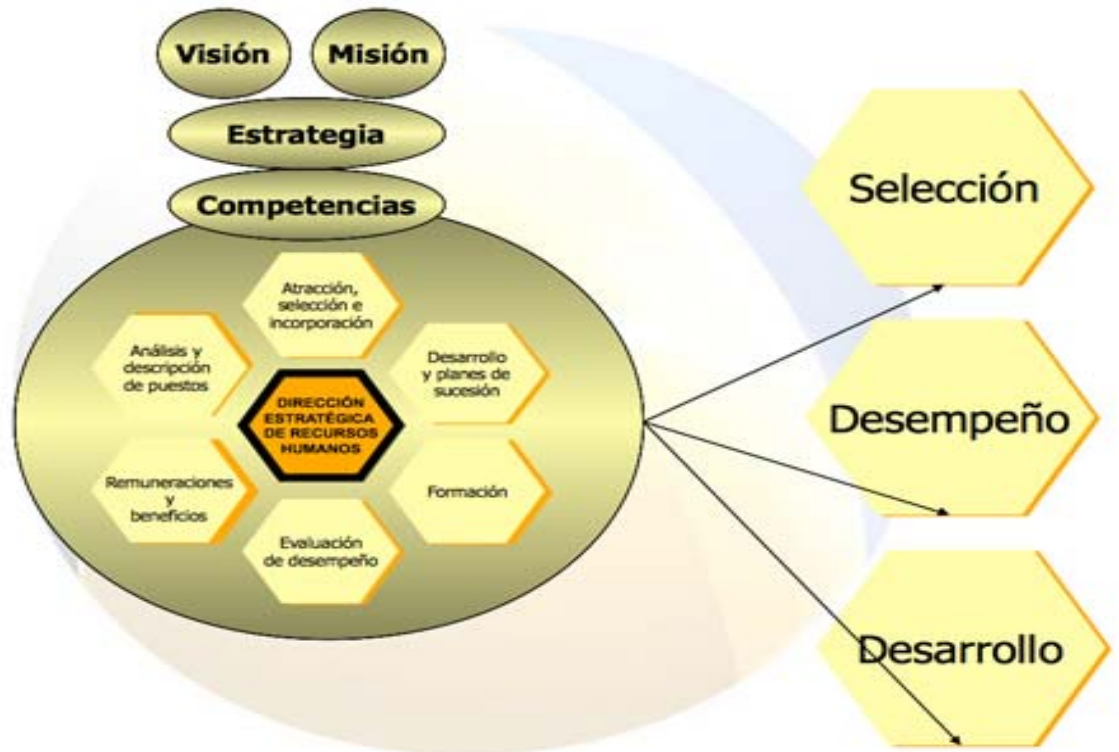 Visión
Misión
Estrategia
Competencias
Atracción,
selección e
incorporación
Análisis y
descripción
de puestos
Desarrollo
y planes de
sucesión
DIRECCIÓN
ESTRATÉGICA
DE RECURSOS
HUMANOS
Remuneraciones
y
beneficios
Formación
Evaluación
de desempeño
Selección
Desempeño
Desarrollo